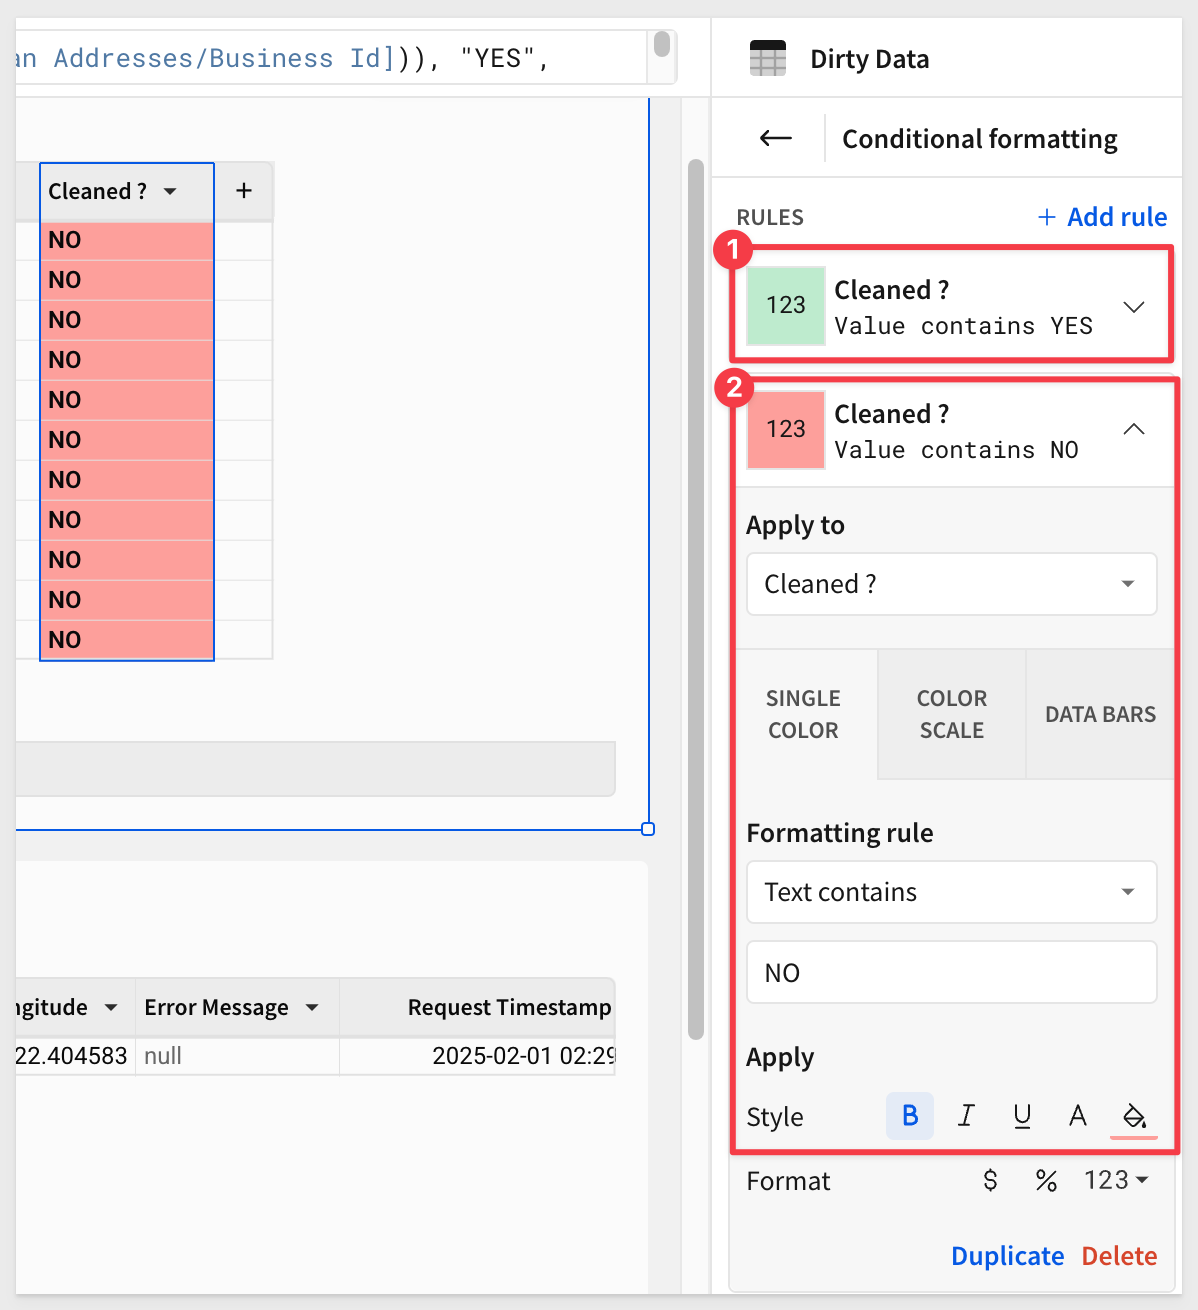 an Addresses/Business Id])), "YES",
Cleaned ?
+
NO
NO
NO
NO
NO
NO
NO
NO
NO
NO
NO
ngitude
Error Message
Request Timestamp
22.404583
null
2025-02-01 02:29
Dirty Data
Conditional formatting
RULES
+ Add rule
1
123
Cleaned ?
Value contains YES
2
123
Cleaned ?
Value contains NO
Apply to
Cleaned ?
SINGLE
COLOR
COLOR
SCALE
DATA BARS
Formatting rule
Text contains
NO
Apply
Style
B I U A
Format
$ % 123
Duplicate Delete